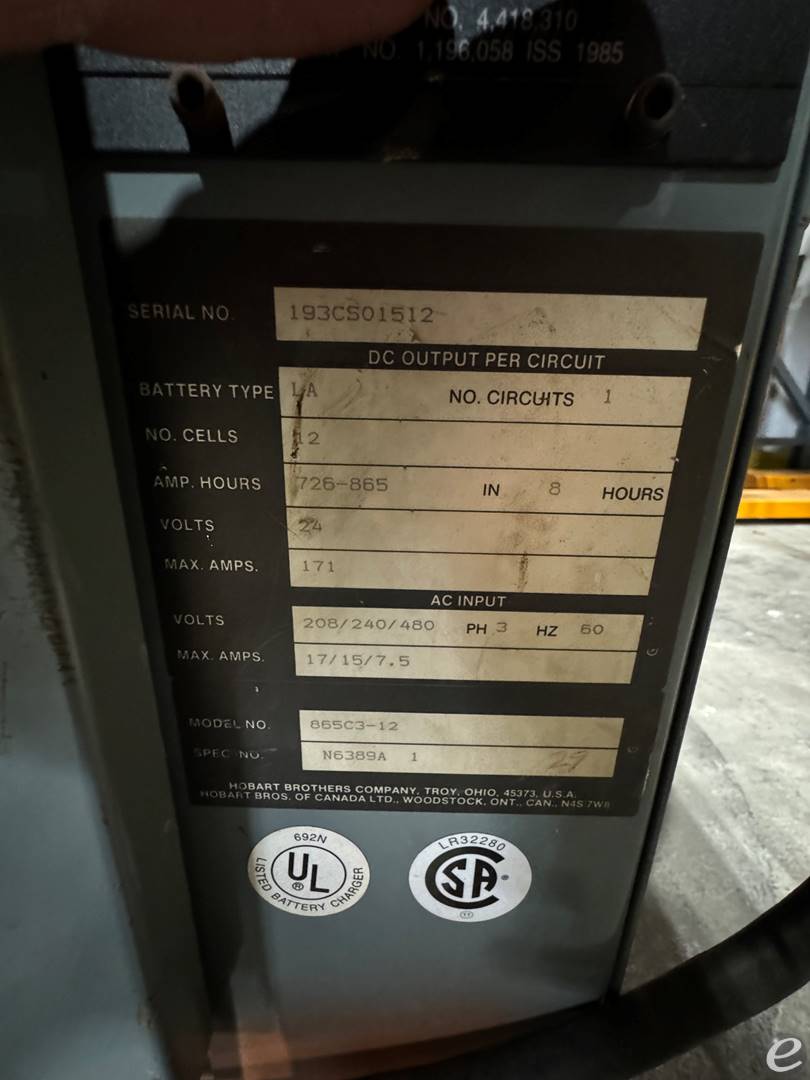 NO. 4,418,310
NO. 1,196,058 ISS 1985
SERIAL NO. 193CS01512
DC OUTPUT PER CIRCUIT
BATTERY TYPE LA NO. CIRCUITS 1
NO. CELLS 12
AMP. HOURS 726-865 IN 8 HOURS
VOLTS 24
MAX. AMPS. 171
AC INPUT
VOLTS 208/240/480 PH 3 HZ 60
MAX. AMPS. 17/15/7.5
MODEL NO. 865C3-12
SPEC NO. N6389A 1 27
HOBART BROTHERS COMPANY, TROY, OHIO, 45373, U.S.A.
HOBART BROS. OF CANADA LTD., WOODSTOCK, ONT., CAN., N4S 7W6
692N
UL ®
LISTED BATTERY CHARGER
LR32280
SA
11
e